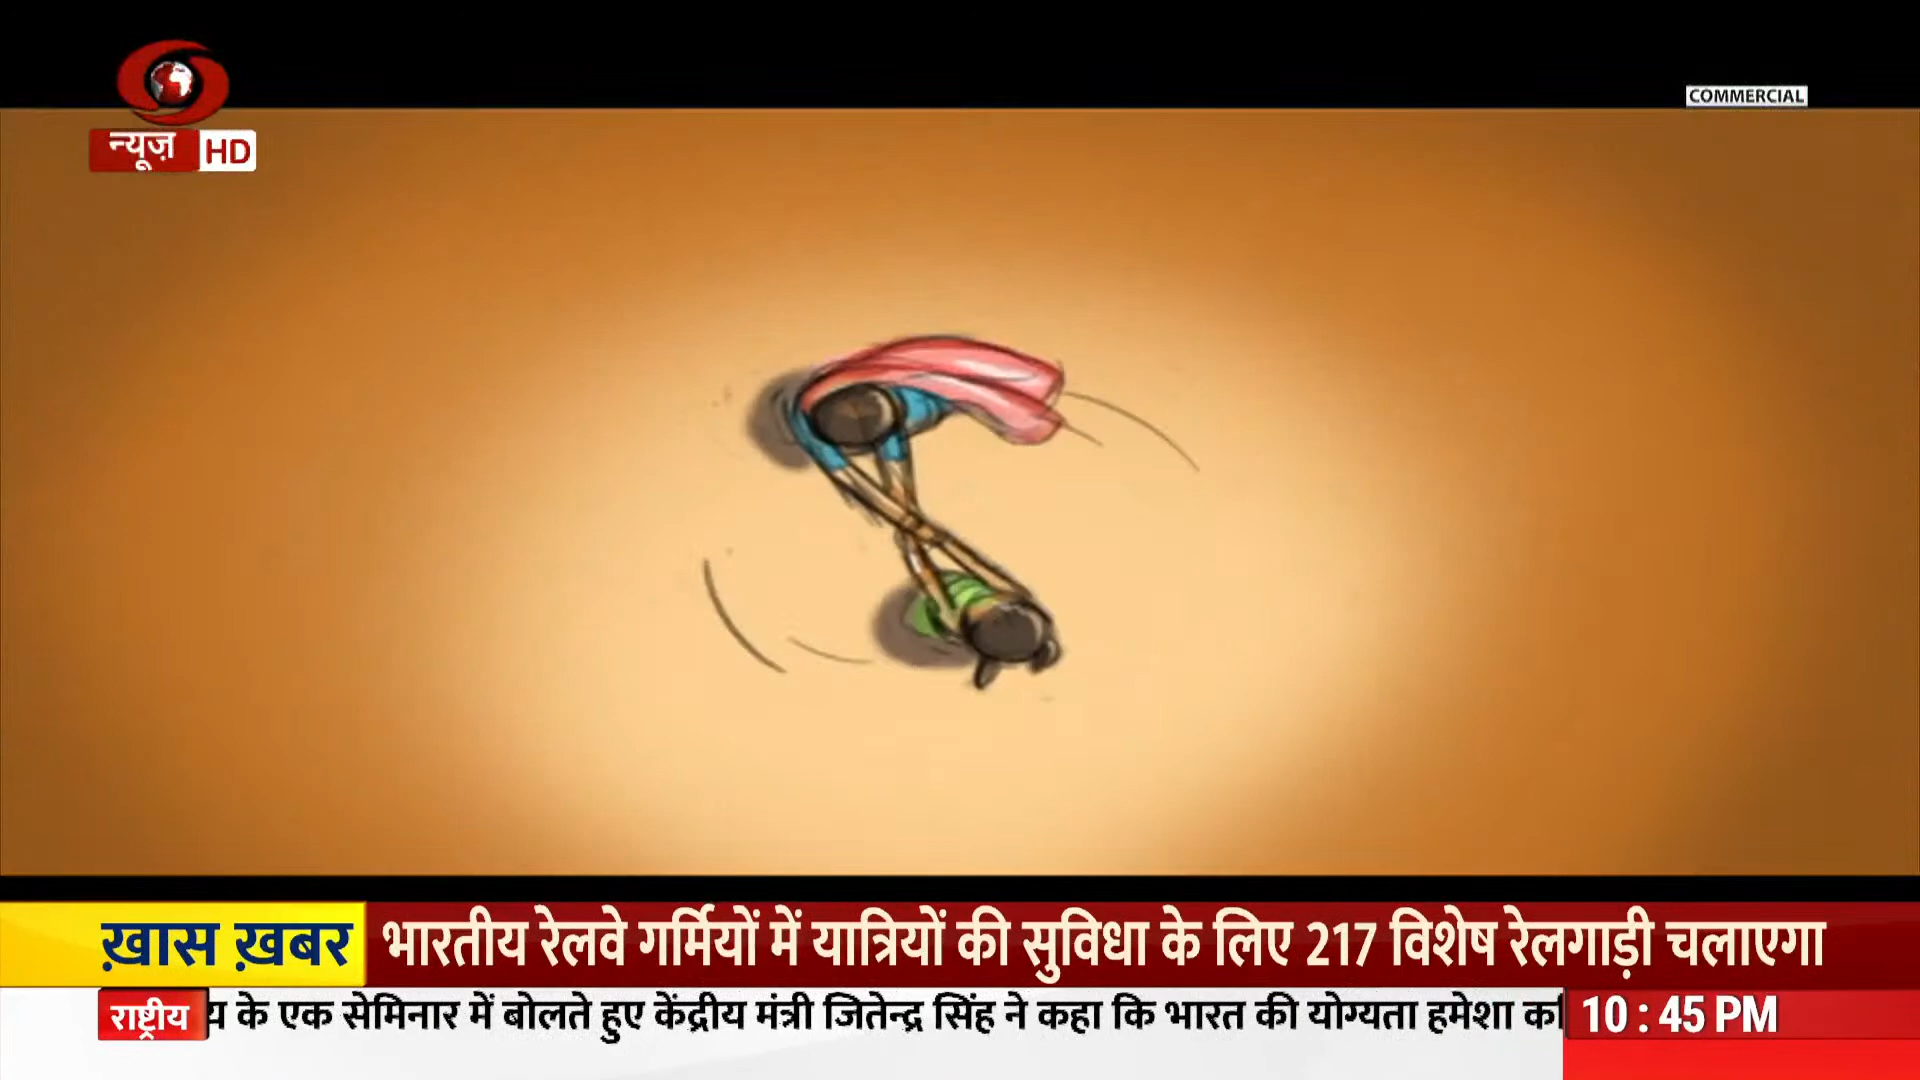 COMMERCIAL
न्यूज़ HD
ख़ास ख़बर भारतीय रेलवे गर्मियों में यात्रियों की सुविधा के लिए 217 विशेष रेलगाड़ी चलाएगा
राष्ट्रीय के एक सेमिनार में बोलते हुए केंद्रीय मंत्री जितेन्द्र सिंह ने कहा कि भारत की योग्यता हमेशा 10 : 45 PM